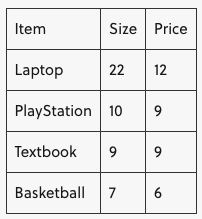 Item Size Price
Laptop 22 12
PlayStation 10 9
Textbook 9 9
Basketball 7 6